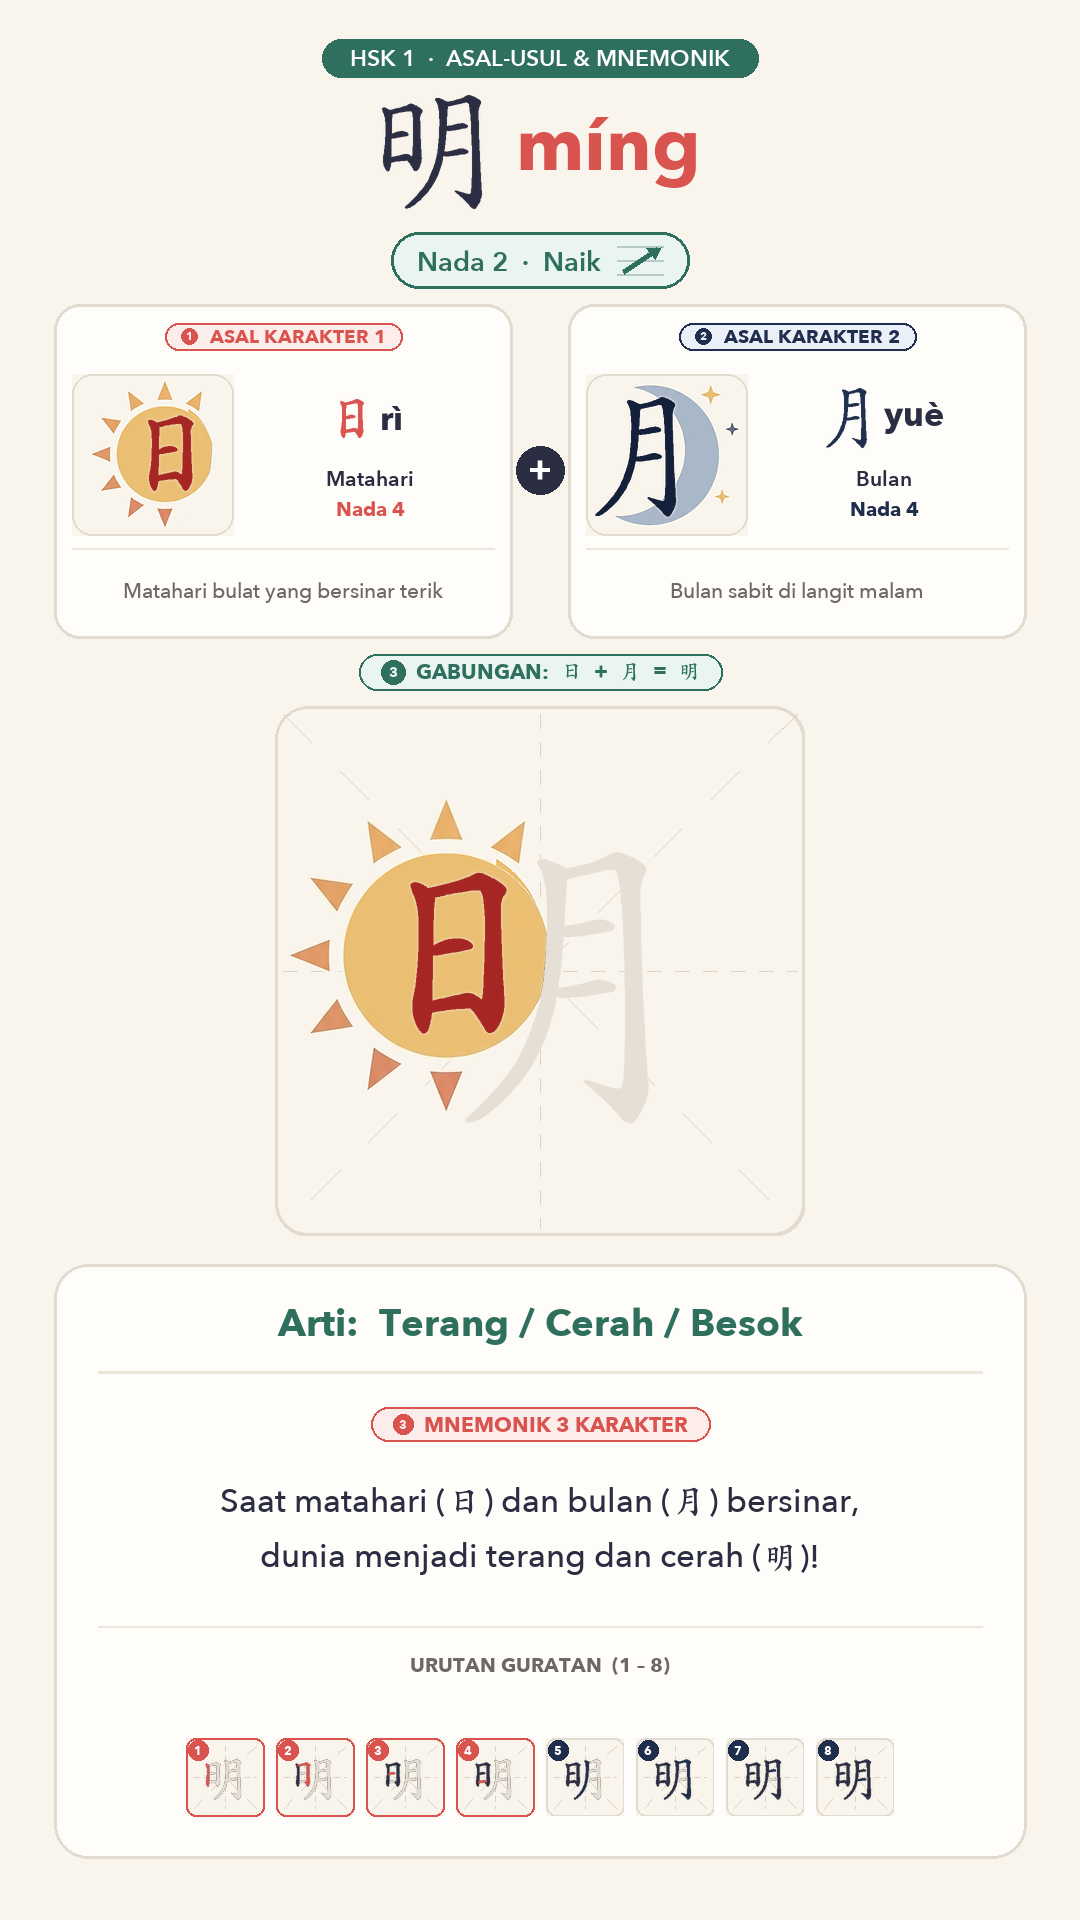 HSK 1 · ASAL-USUL & MNEMONIK
明 míng
Nada 2 · Naik
1 ASAL KARAKTER 1
日
日 rì
Matahari
Nada 4
Matahari bulat yang bersinar terik
+
2 ASAL KARAKTER 2
月
月 yuè
Bulan
Nada 4
Bulan sabit di langit malam
3 GABUNGAN: 日 + 月 = 明
日月
Arti: Terang / Cerah / Besok
3 MNEMONIK 3 KARAKTER
Saat matahari (日) dan bulan (月) bersinar,
dunia menjadi terang dan cerah (明)!
URUTAN GURATAN (1 – 8)
1 2 3 4 5 6 7 8
明 明 明 明 明 明 明 明